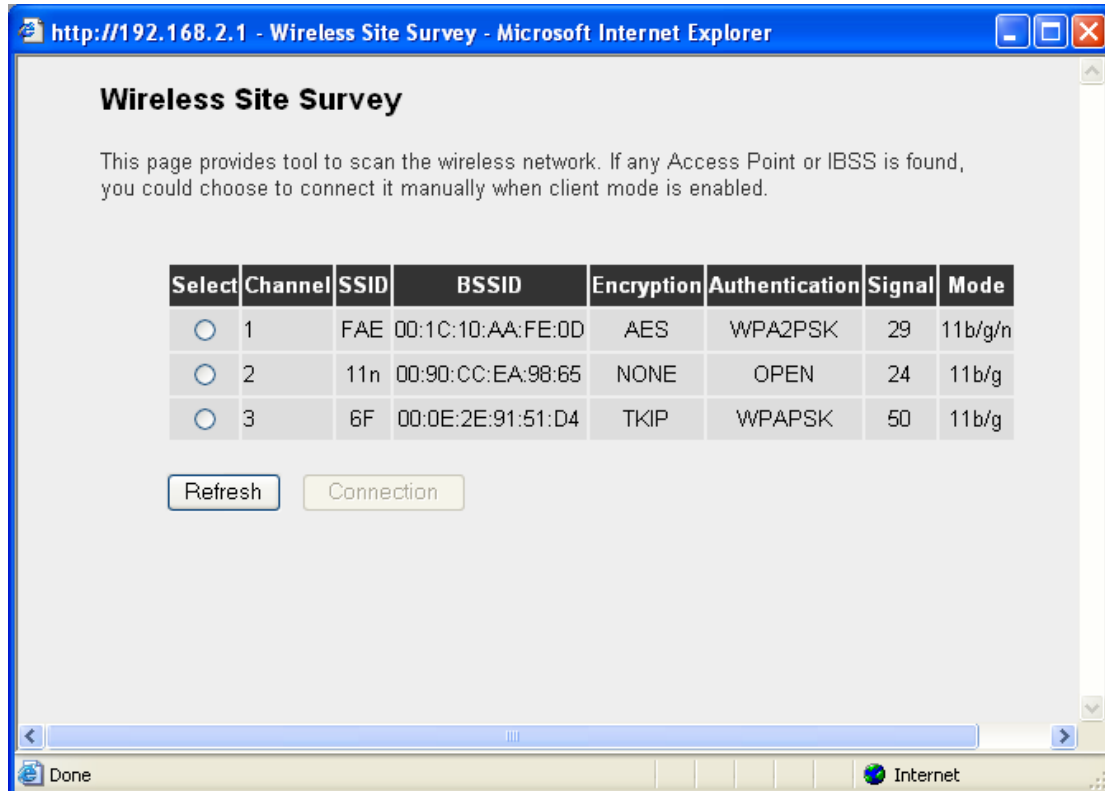 http://192.168.2.1 - Wireless Site Survey - Microsoft Internet Explorer
Wireless Site Survey
This page provides tool to scan the wireless network. If any Access Point or IBSS is found,
you could choose to connect it manually when client mode is enabled.
Select Channel SSID BSSID Encryption Authentication Signal Mode
1 FAE 00:1C:10:AA:FE:0D AES WPA2PSK 29 11b/g/n
2 11n 00:90:CC:EA:98:65 NONE OPEN 24 11b/g
3 6F 00:0E:2E:91:51:D4 TKIP WPAPSK 50 11b/g
Refresh Connection
Done Internet